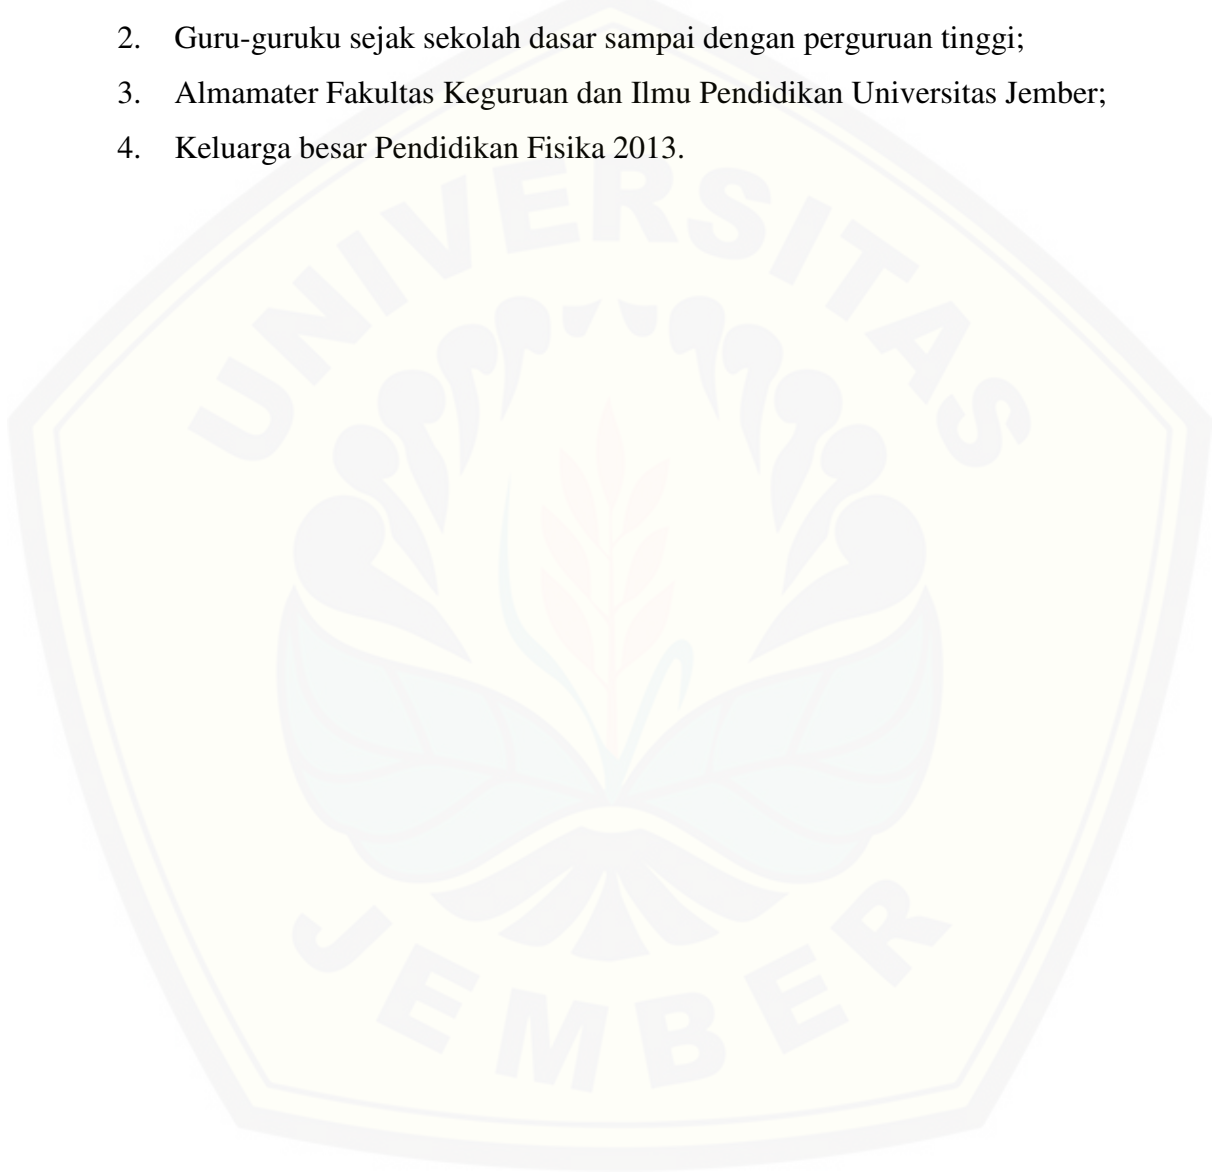 2. Guru-guruku sejak sekolah dasar sampai dengan perguruan tinggi;
3. Almamater Fakultas Keguruan dan Ilmu Pendidikan Universitas Jember;
4. Keluarga besar Pendidikan Fisika 2013.
UNIVERSITAS
JEMBER